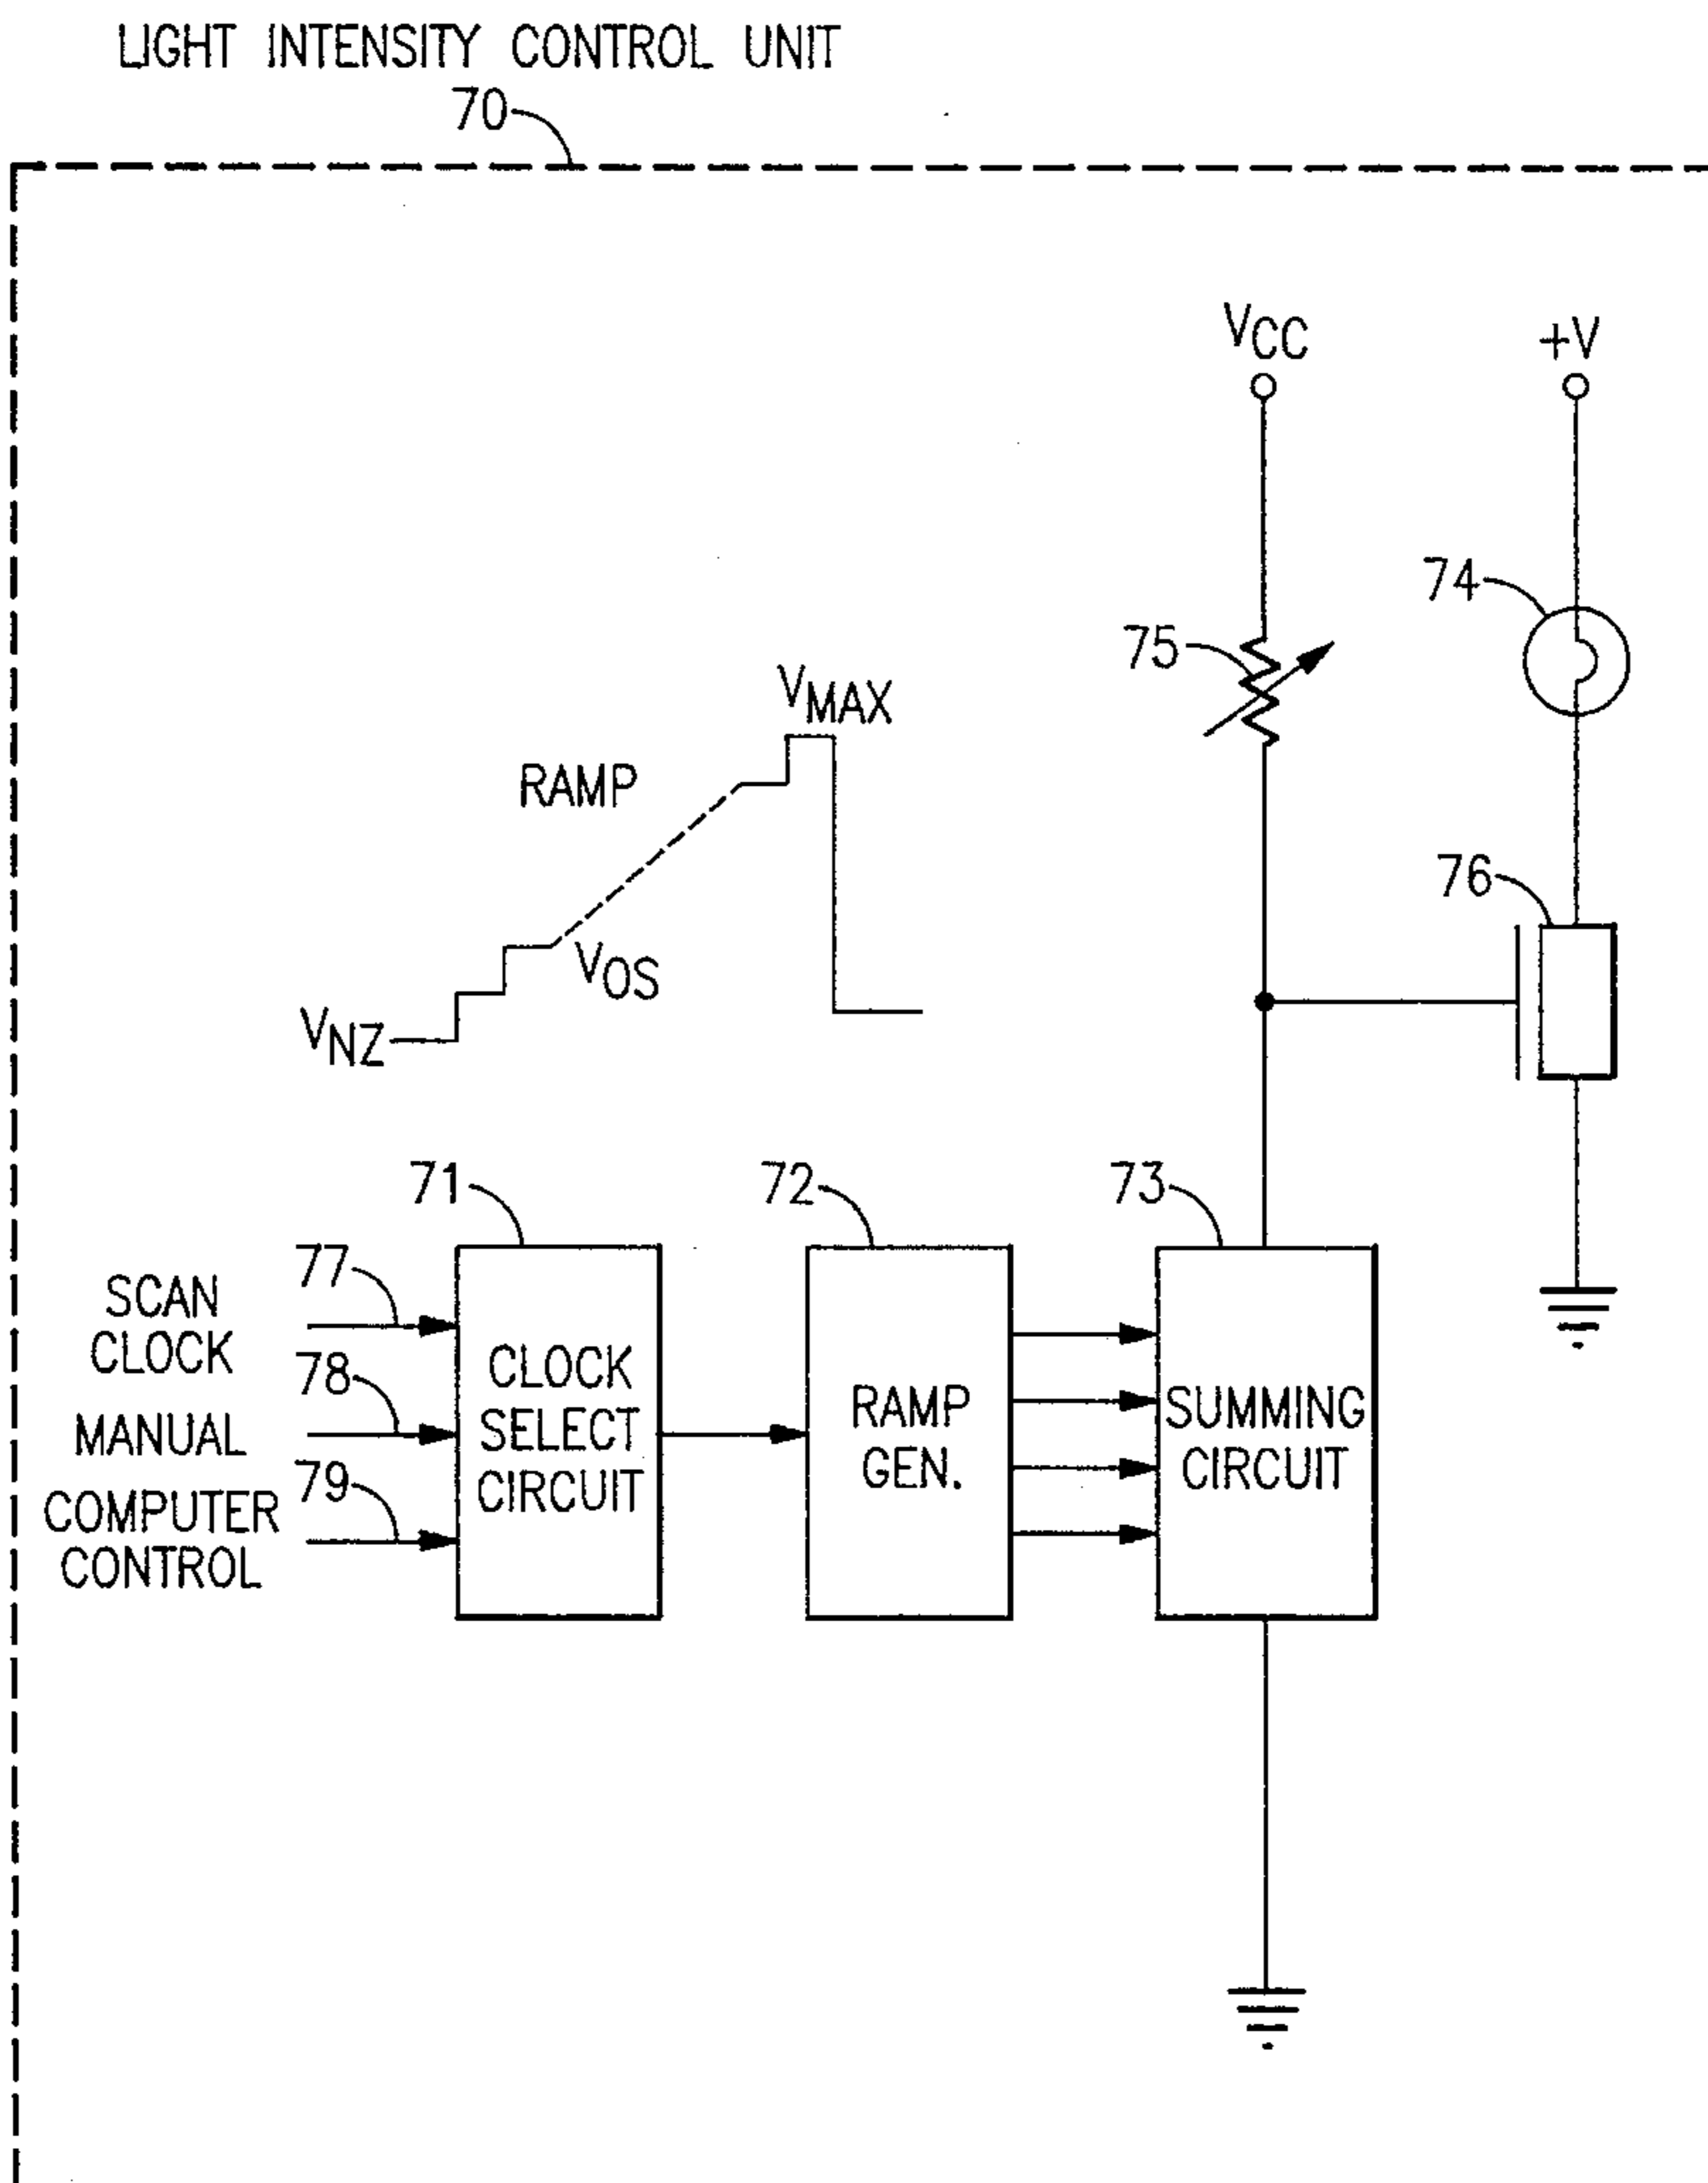 LIGHT INTENSITY CONTROL UNIT
70
VCC
+V
74
75
VMAX
RAMP
76
VOS
VNZ
71
72
73
77
SCAN
CLOCK
78
MANUAL
79
COMPUTER
CONTROL
CLOCK
SELECT
CIRCUIT
RAMP
GEN.
SUMMING
CIRCUIT